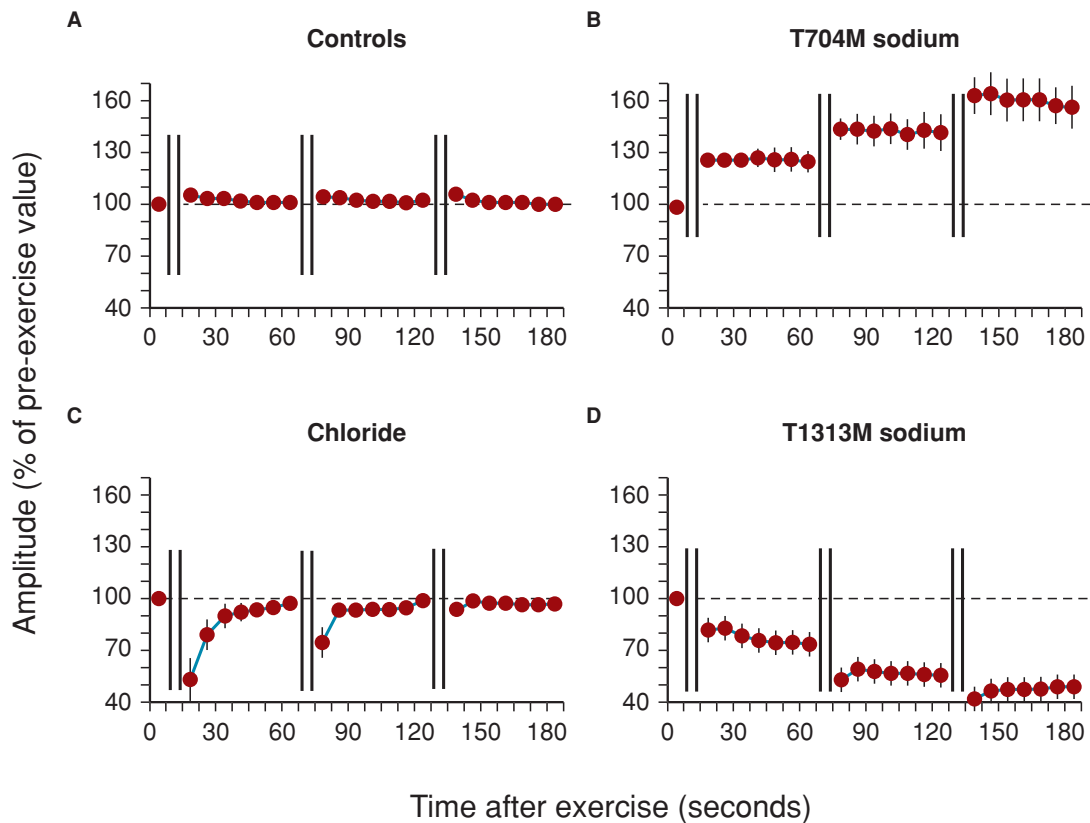 A
Controls
160
130
100
70
40
0 30 60 90 120 150 180
B
T704M sodium
160
130
100
70
40
0 30 60 90 120 150 180
C
Chloride
160
130
100
70
40
0 30 60 90 120 150 180
D
T1313M sodium
160
130
100
70
40
0 30 60 90 120 150 180
Amplitude (% of pre-exercise value)
Time after exercise (seconds)